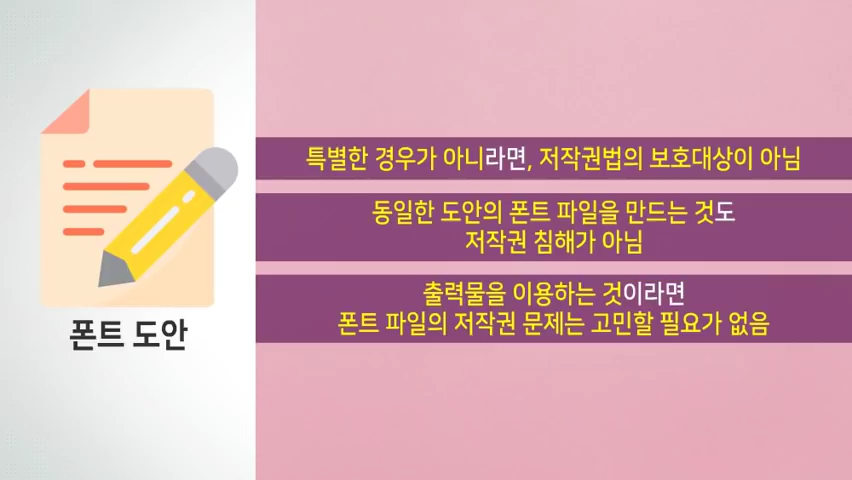 폰트 도안
특별한 경우가 아니라면, 저작권법의 보호대상이 아님
동일한 도안의 폰트 파일을 만드는 것도
저작권 침해가 아님
출력물을 이용하는 것이라면
폰트 파일의 저작권 문제는 고민할 필요가 없음